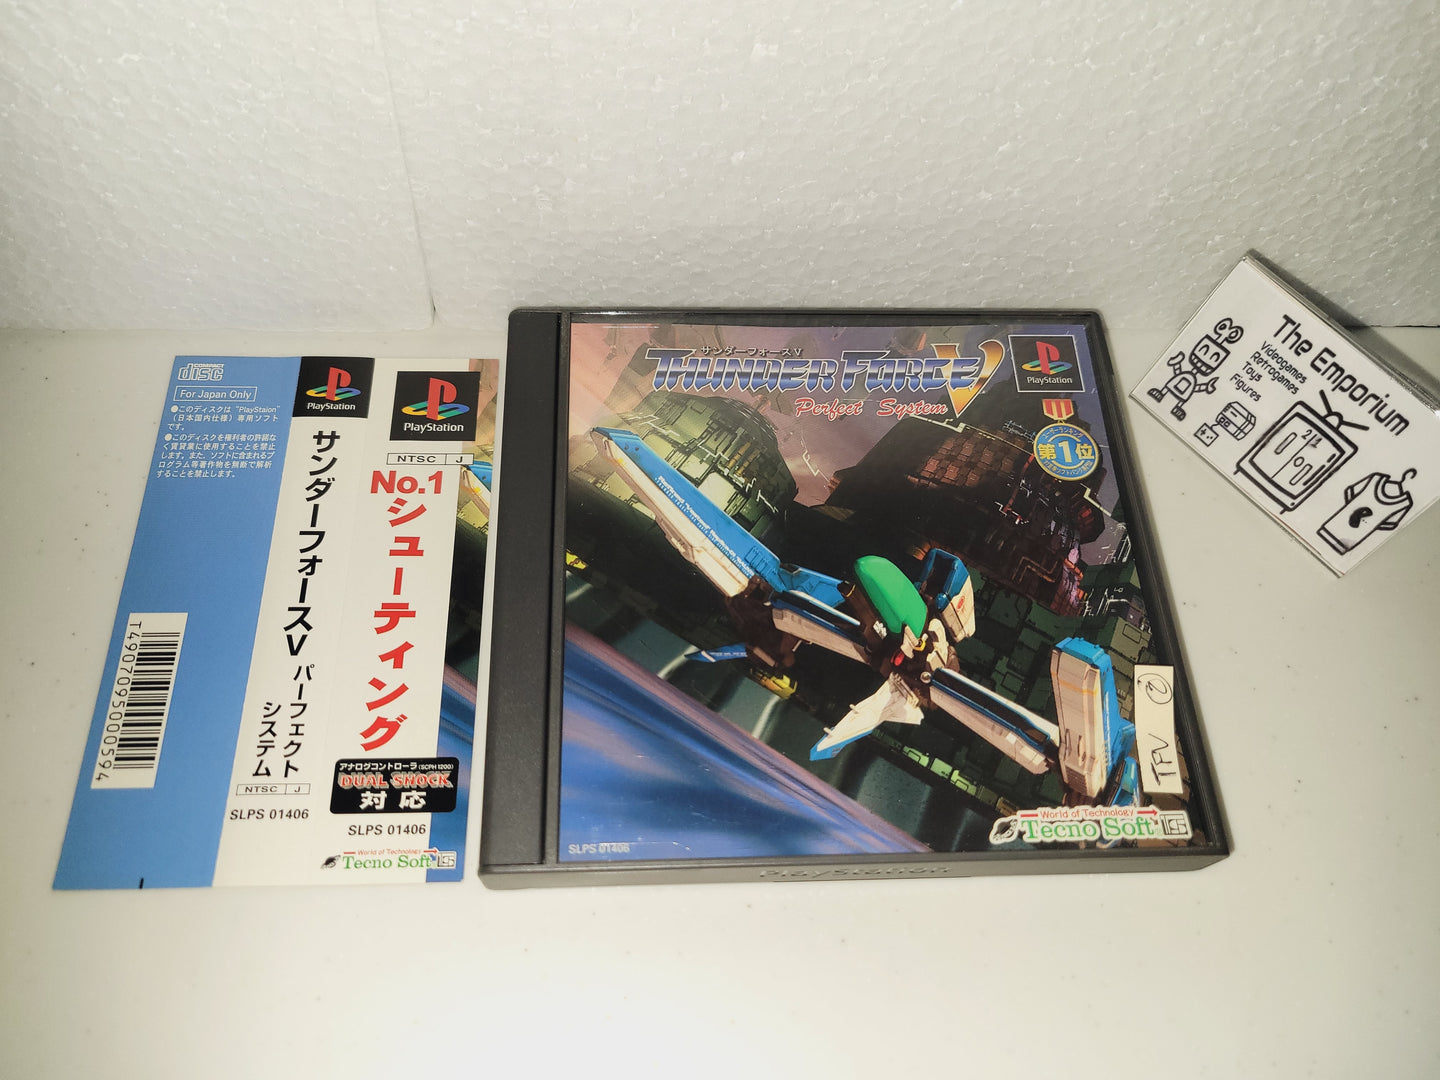 COMPACT
disc
For Japan Only
●このディスクは“PlayStaion”
(日本国内仕様)専用ソフト
です。
●このディスクを権利者の許諾な
く賃貸業に使用することを禁止
します。また、ソフトに含まれるプ
ログラム等著作物を無断で解析
することを禁止します。
T4907095000594
PlayStation
サンダーフォースV パーフェクト
システム
NTSC J
SLPS 01406
PlayStation
NTSC J
No.1
シューティング
アナログコントローラ(SCPH 1200)
DUAL SHOCK
対応
SLPS 01406
World of Technology
Tecno Soft
サンダーフォースV
THUNDER FORCE V
Perfect System
PlayStation
第1位
TFV 2
SLPS 01406
World of Technology
Tecno Soft
PlayStation
The Emporium
Videogames
Retrogames
Toys
Figures